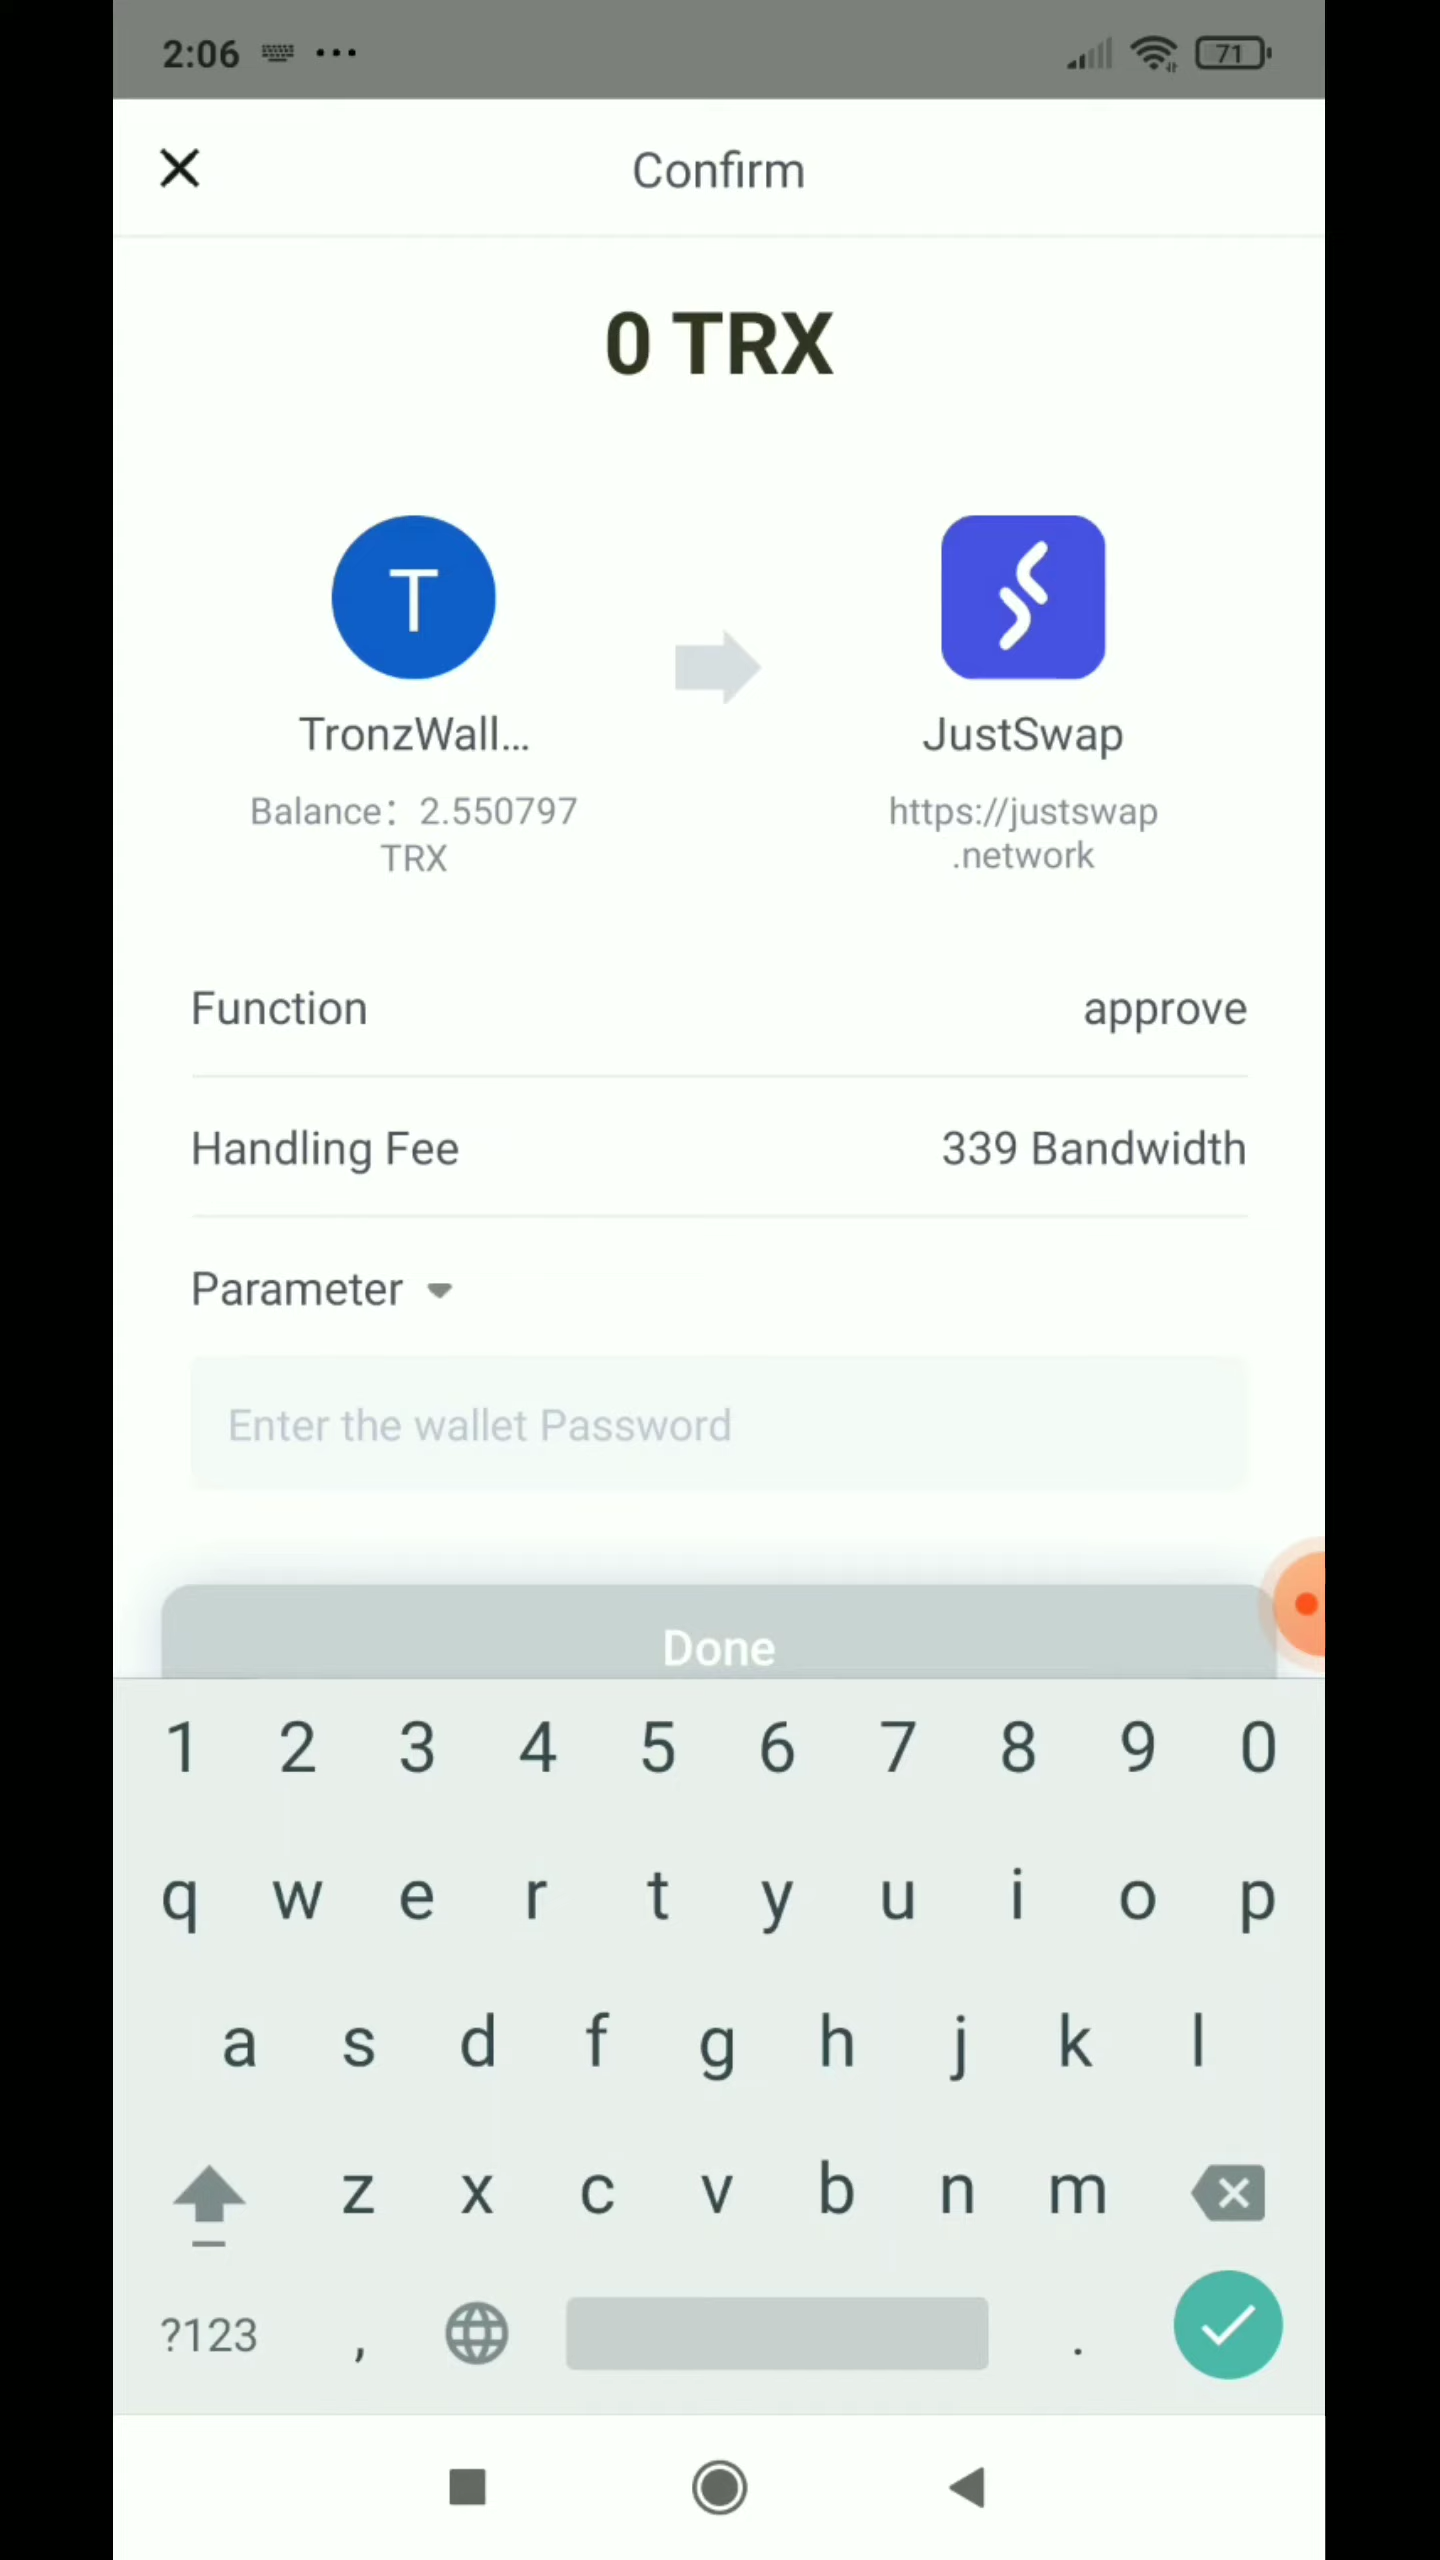 2:06
71
Confirm
0 TRX
T
TronzWall...
Balance: 2.550797
TRX
JustSwap
https://justswap
.network
Function approve
Handling Fee 339 Bandwidth
Parameter
Enter the wallet Password
Done
1 2 3 4 5 6 7 8 9 0
q w e r t y u i o p
a s d f g h j k l
z x c v b n m
?123 , .